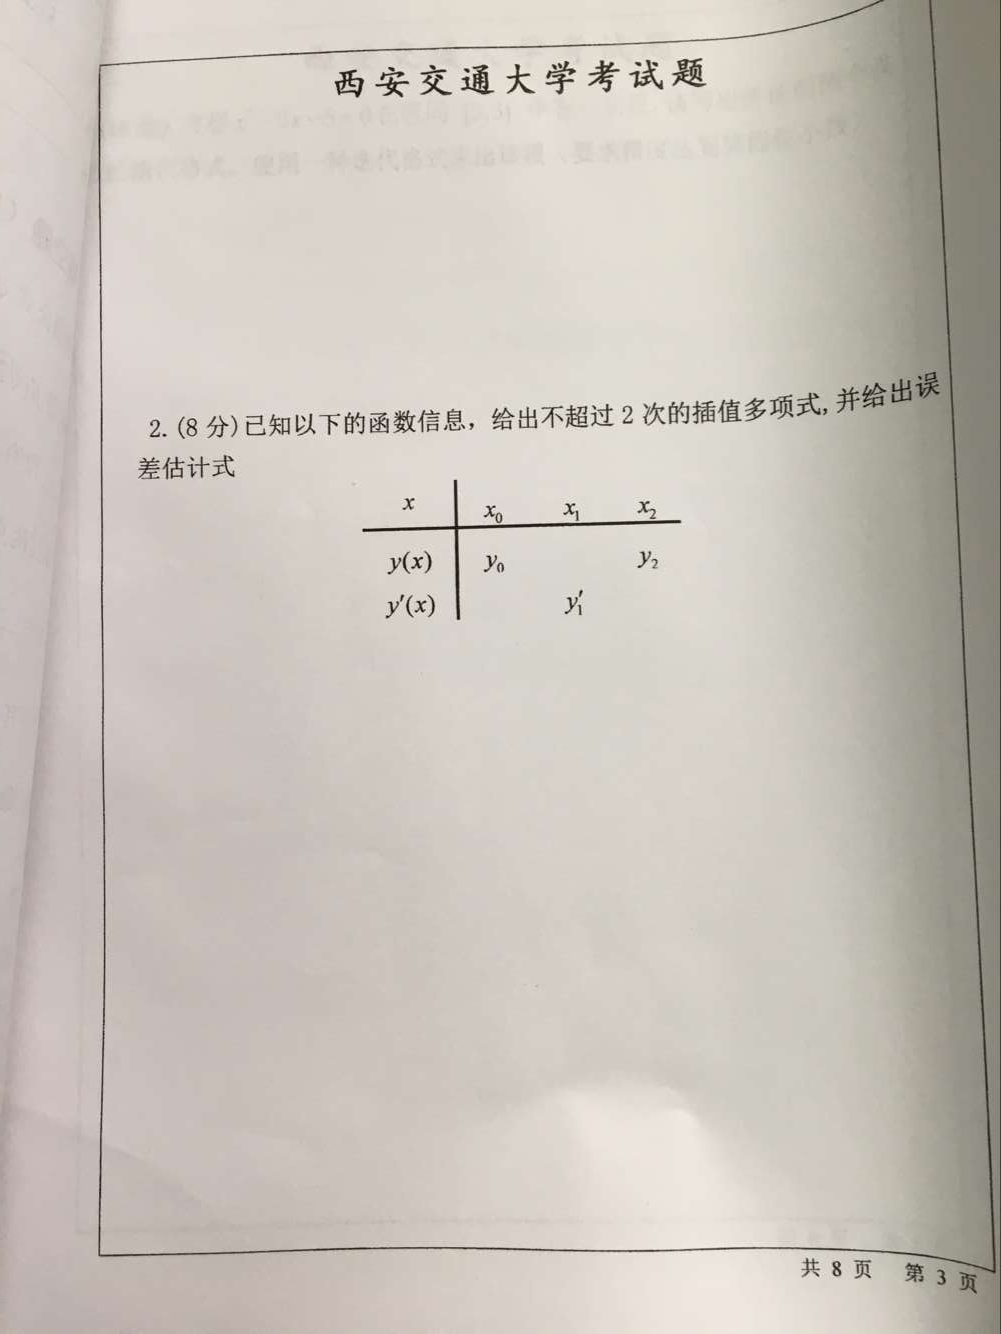 西安交通大学考试题
2.(8 分)已知以下的函数信息，给出不超过 2 次的插值多项式,并给出误
差估计式
x x₀ x₁ x₂
y(x) y₀ y₂
y′(x) y₁′
共 8 页 第 3 页